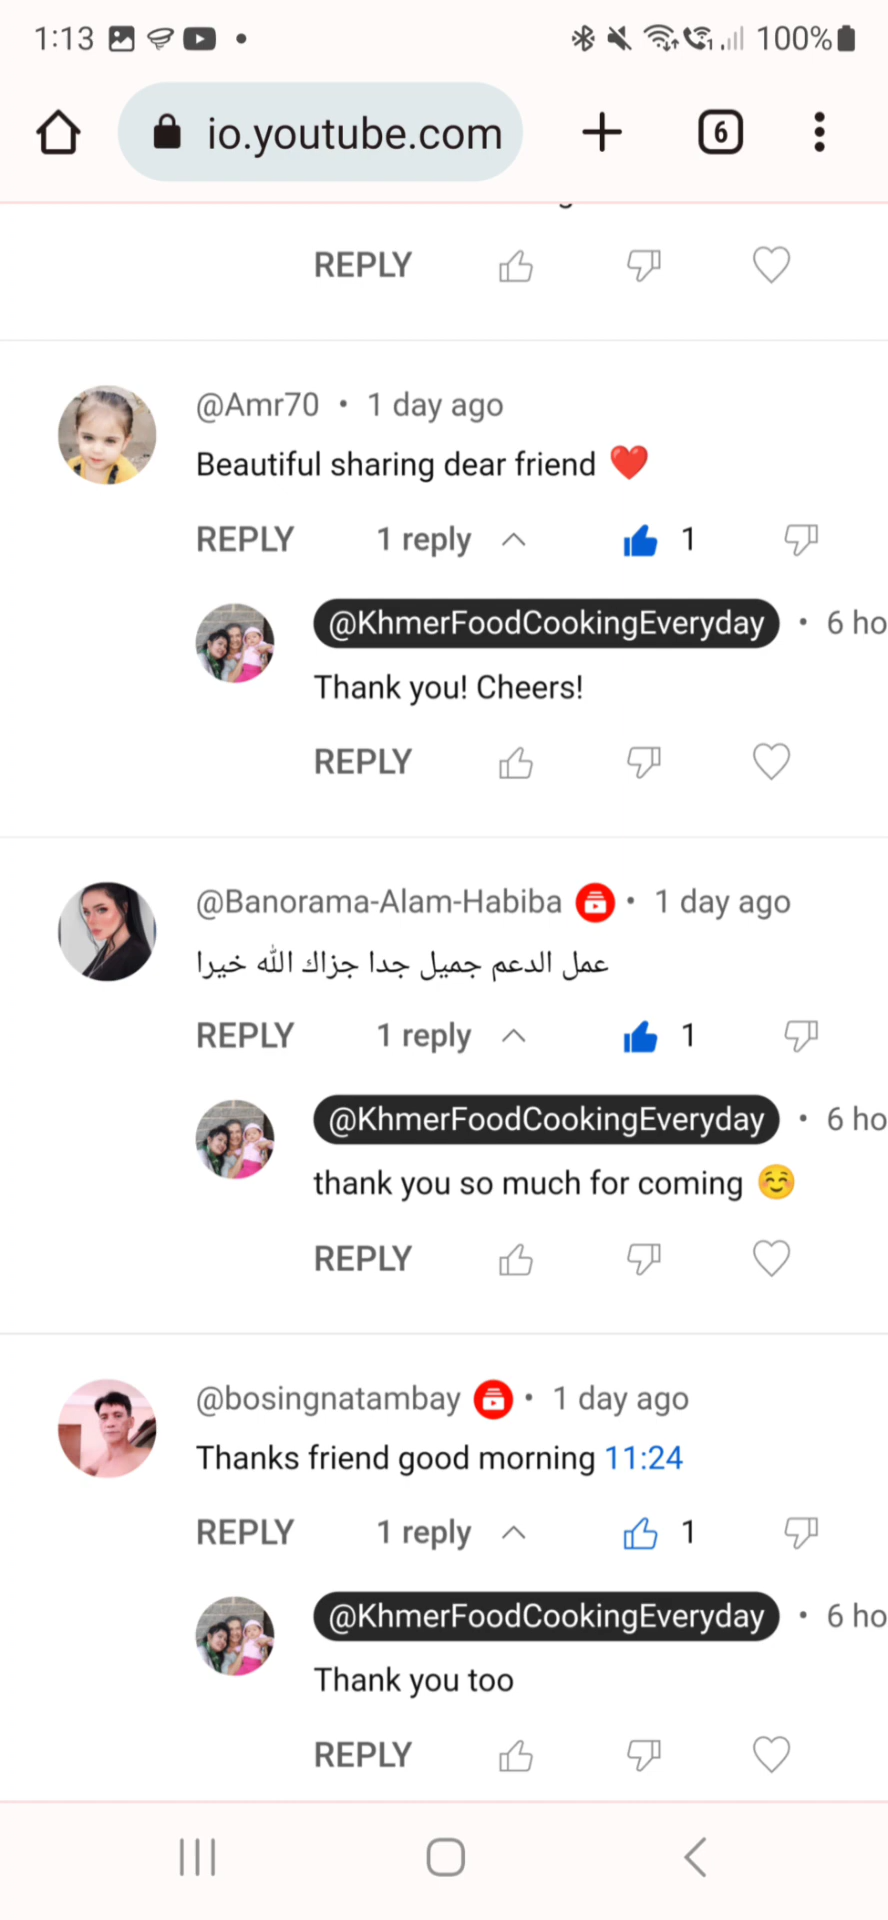 1:13 100%
io.youtube.com 6
REPLY
@Amr70 • 1 day ago
Beautiful sharing dear friend ❤️
REPLY 1 reply 1
@KhmerFoodCookingEveryday • 6 ho
Thank you! Cheers!
REPLY
@Banorama-Alam-Habiba • 1 day ago
عمل الدعم جميل جدا جزاك الله خيرا
REPLY 1 reply 1
@KhmerFoodCookingEveryday • 6 ho
thank you so much for coming ☺️
REPLY
@bosingnatambay • 1 day ago
Thanks friend good morning 11:24
REPLY 1 reply 1
@KhmerFoodCookingEveryday • 6 ho
Thank you too
REPLY